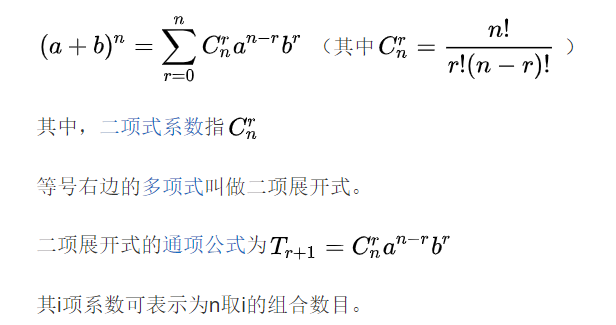 (a + b)^n = \sum_{r=0}^{n} C_n^r a^{n-r} b^r （其中 C_n^r = \frac{n!}{r!(n-r)!} ）
其中，二项式系数指 C_n^r
等号右边的多项式叫做二项展开式。
二项展开式的通项公式为 T_{r+1} = C_n^r a^{n-r} b^r
其i项系数可表示为n取i的组合数目。